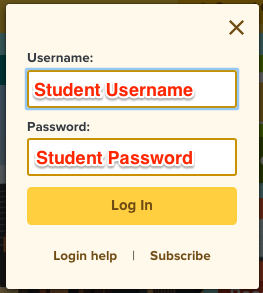 Username:
Student Username
Password:
Student Password
Log In
Login help | Subscribe